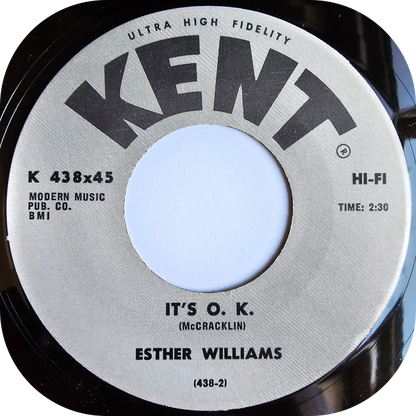 ULTRA HIGH FIDELITY
KENT
®
K 438x45
HI-FI
MODERN MUSIC
PUB. CO.
BMI
TIME: 2:30
IT'S O. K.
(McCRACKLIN)
ESTHER WILLIAMS
(438-2)